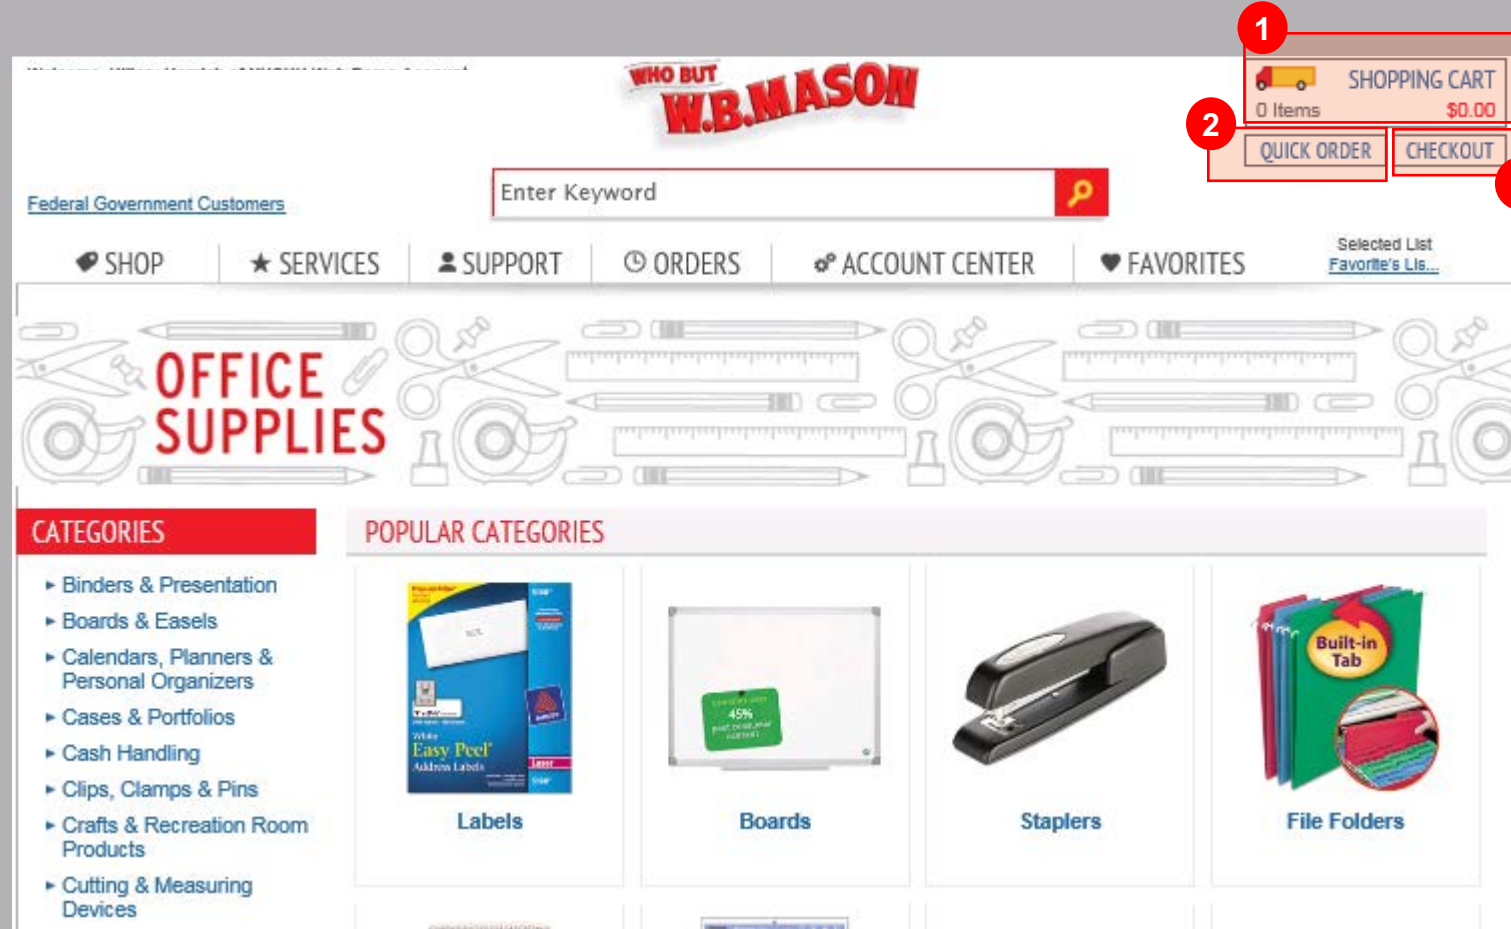 1
WHO BUT
W.B.MASON
SHOPPING CART
0 Items
$0.00
2
QUICK ORDER
CHECKOUT
Enter Keyword
Federal Government Customers
SHOP
SERVICES
SUPPORT
ORDERS
ACCOUNT CENTER
FAVORITES
Selected List
Favorite's Lis...
OFFICE
SUPPLIES
CATEGORIES
POPULAR CATEGORIES
Binders & Presentation
Boards & Easels
Calendars, Planners &
Personal Organizers
Cases & Portfolios
Cash Handling
Clips, Clamps & Pins
Crafts & Recreation Room
Products
Cutting & Measuring
Devices
White
Easy Peel
Address Labels
Laser
45%
Built-in
Tab
Labels
Boards
Staplers
File Folders